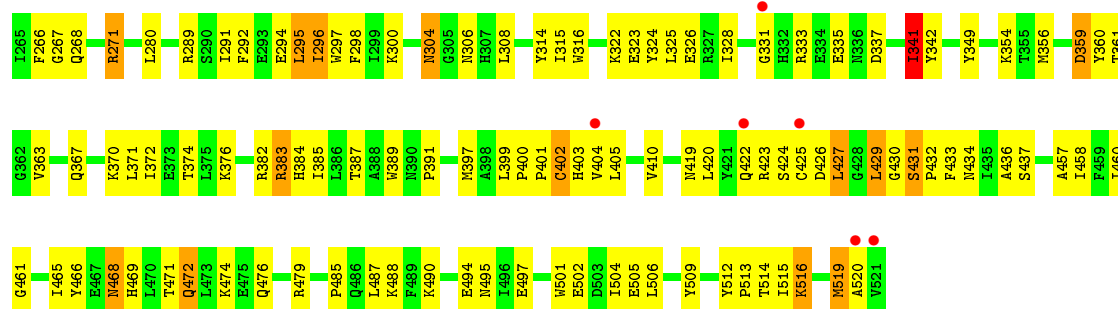 I265 F266 G267 Q268 R271 L280 R289 S290 I291 F292 E293 E294 L295 I296 W297 F298 I299 K300 N304 G305 N306 H307 L308 Y314 I315 W316 K322 E323 Y324 L325 E326 R327 I328 G331 H332 R333 E334 E335 N336 D337 I341 Y342 Y349 K354 T355 M356 D359 Y360 T361
G362 V363 Q367 K370 L371 I372 E373 T374 L375 K376 R382 R383 H384 I385 L386 T387 A388 W389 N390 P391 M397 A398 L399 P400 P401 C402 H403 V404 L405 V410 N419 L420 Y421 Q422 R423 S424 C425 D426 L427 G428 L429 G430 S431 P432 F433 N434 I435 A436 S437 A457 I458 F459 I460
G461 I465 Y466 E467 N468 H469 L470 T471 Q472 L473 K474 E475 Q476 R479 P485 Q486 L487 K488 F489 K490 E494 N495 I496 E497 W501 E502 D503 I504 E505 L506 Y509 Y512 P513 T514 I515 K516 M519 A520 V521